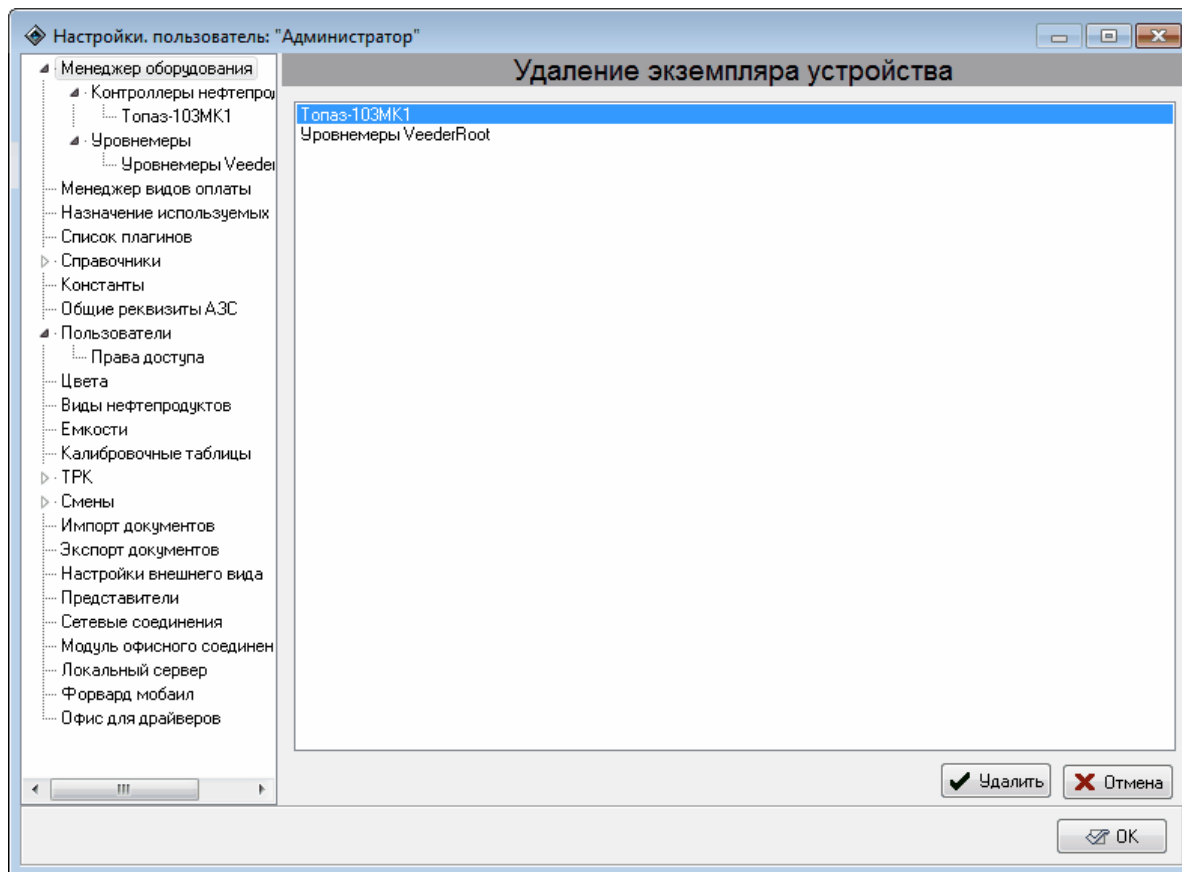 Настройки. пользователь: "Администратор"
Менеджер оборудования
Контроллеры нефтепро
Топаз-103МК1
Уровнемеры
Уровнемеры Veeder
Менеджер видов оплаты
Назначение используемых
Список плагинов
Справочники
Константы
Общие реквизиты АЗС
Пользователи
Права доступа
Цвета
Виды нефтепродуктов
Емкости
Калибровочные таблицы
ТРК
Смены
Импорт документов
Экспорт документов
Настройки внешнего вида
Представители
Сетевые соединения
Модуль офисного соединен
Локальный сервер
Форвард мобаил
Офис для драйверов
Удаление экземпляра устройства
Топаз-103МК1
Уровнемеры VeederRoot
Удалить
Отмена
OK